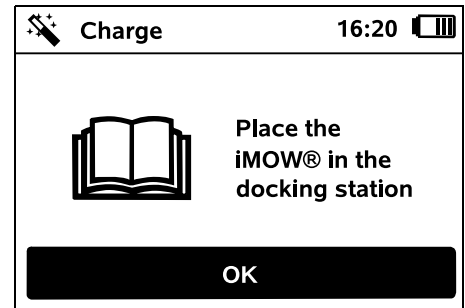 Charge 16:20
Place the
iMOW® in the
docking station
OK